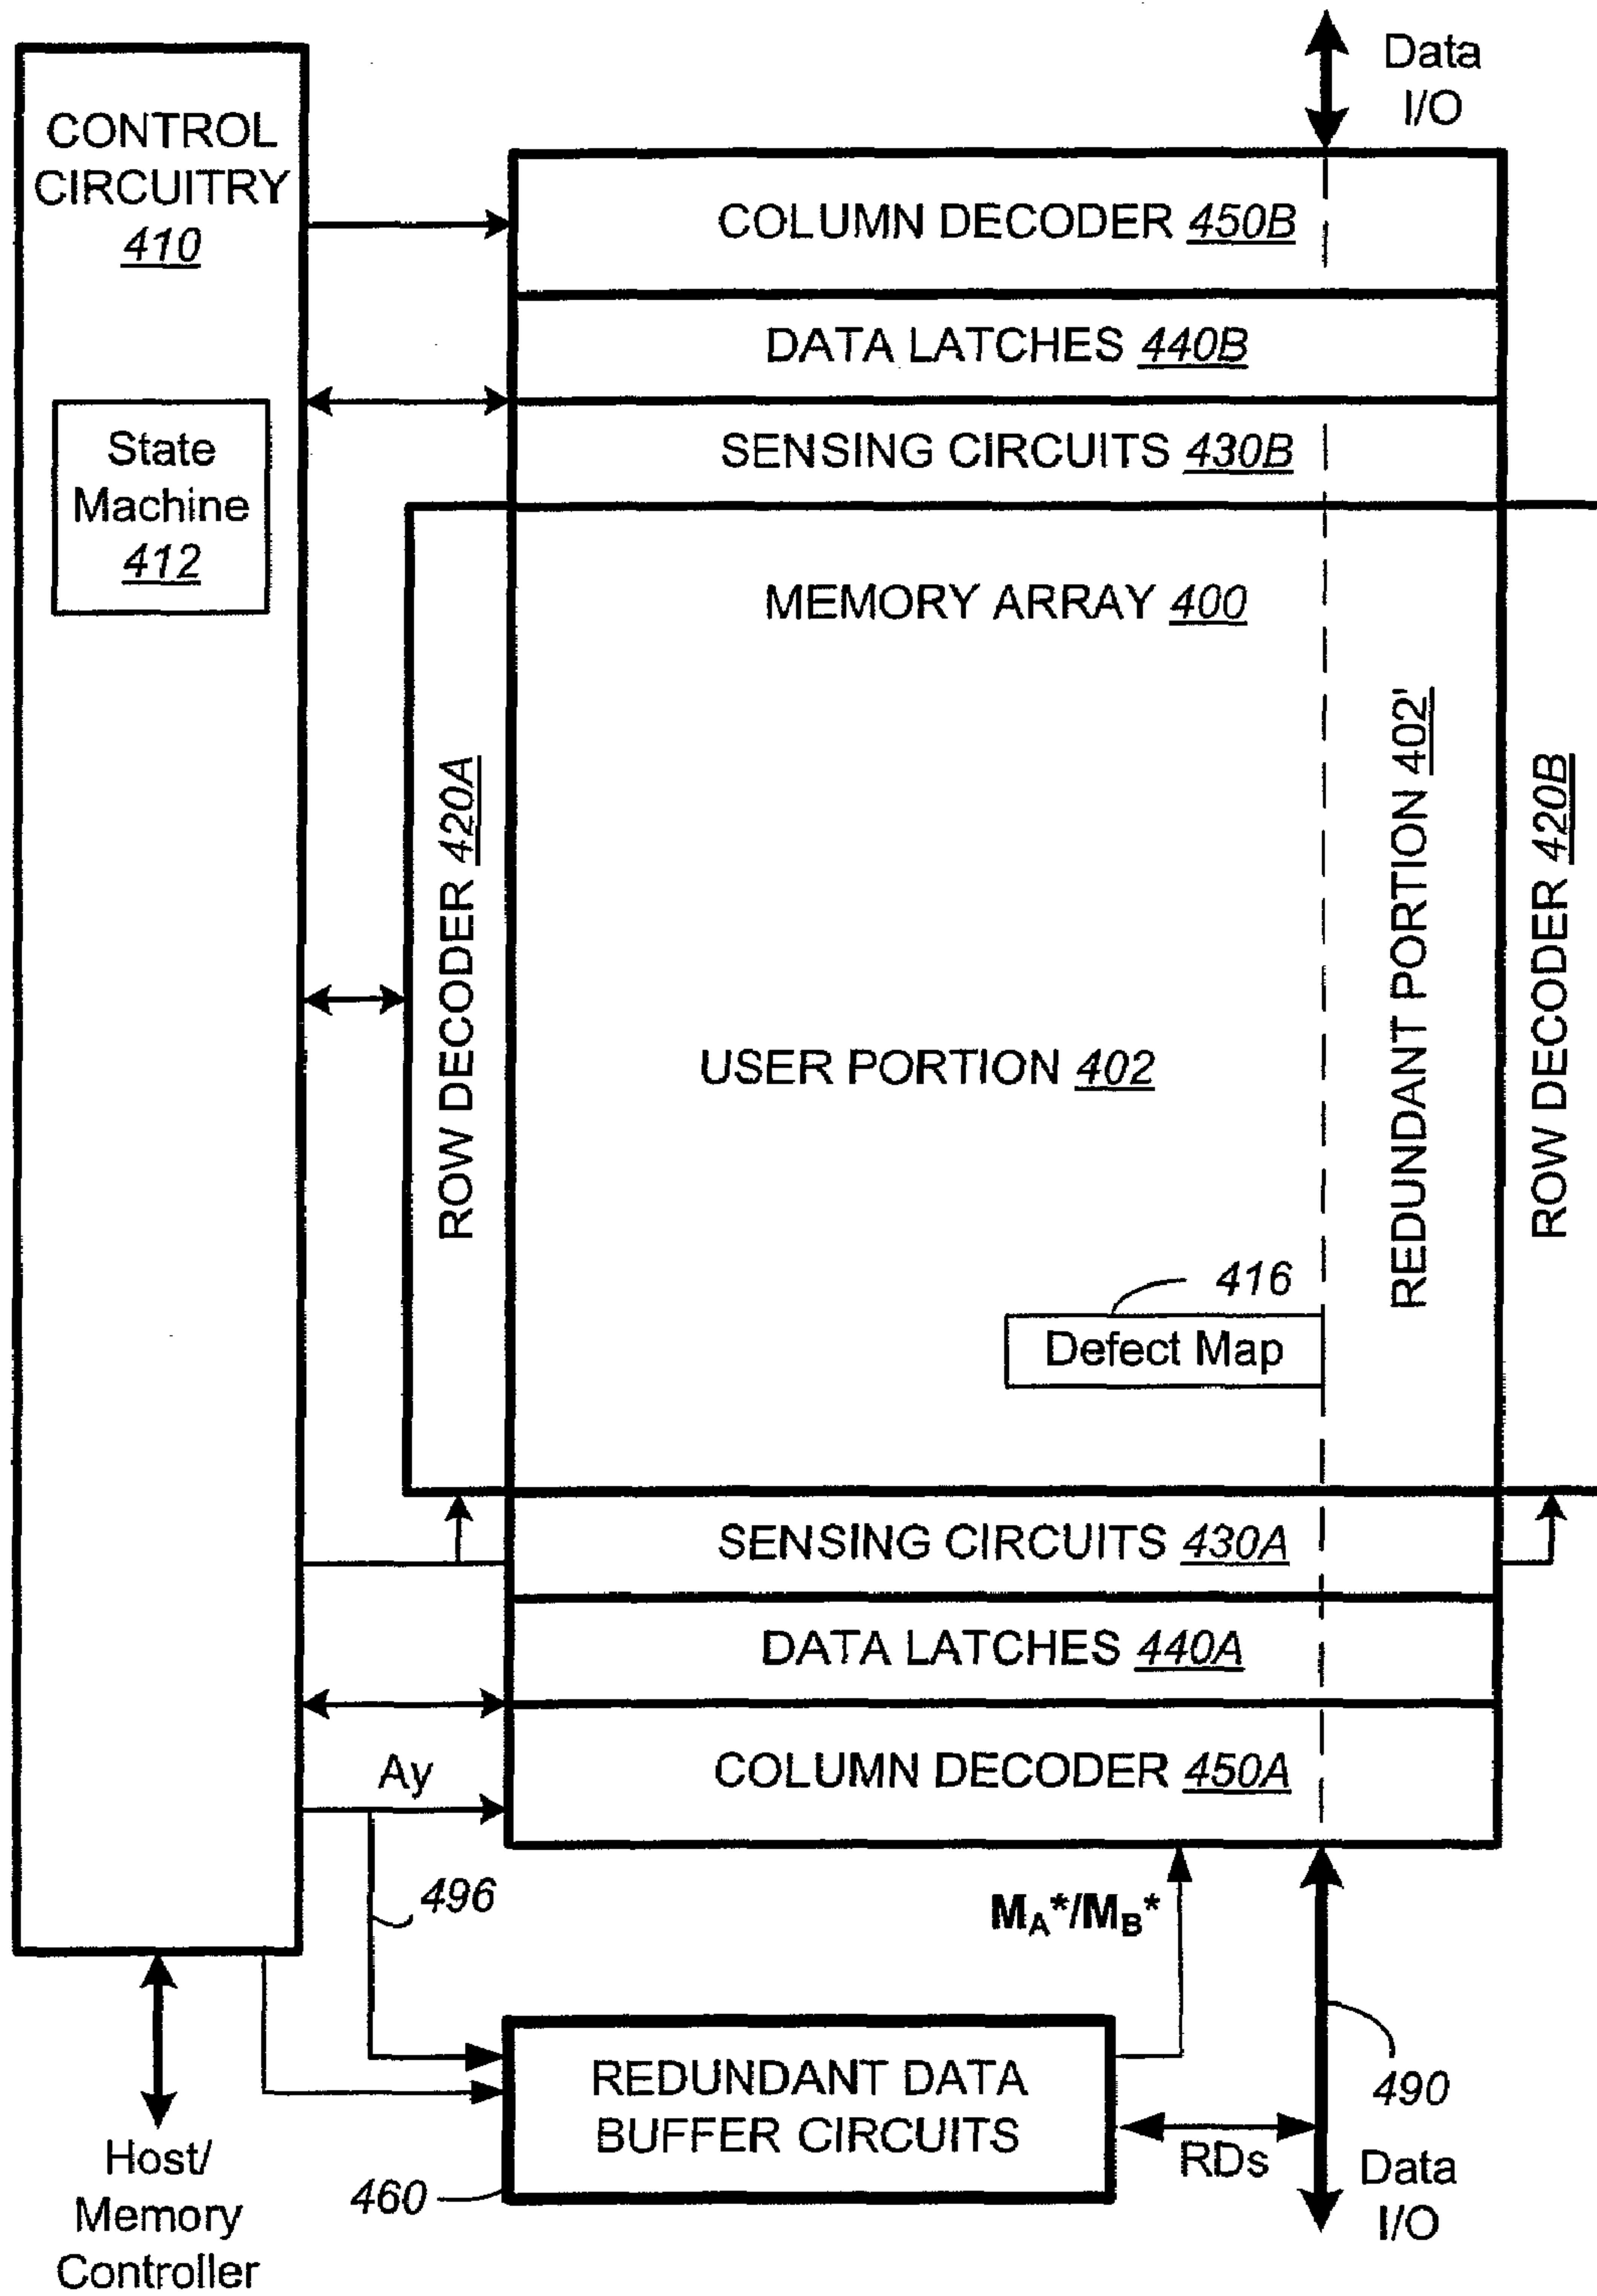 Data
I/O
CONTROL
CIRCUITRY
410
COLUMN DECODER 450B
DATA LATCHES 440B
State
Machine
412
SENSING CIRCUITS 430B
MEMORY ARRAY 400
ROW DECODER 420A
REDUNDANT PORTION 402'
ROW DECODER 420B
USER PORTION 402
416
Defect Map
SENSING CIRCUITS 430A
DATA LATCHES 440A
COLUMN DECODER 450A
Ay
496
MA*/MB*
REDUNDANT DATA
BUFFER CIRCUITS
460
490
RDs
Data
I/O
Host/
Memory
Controller